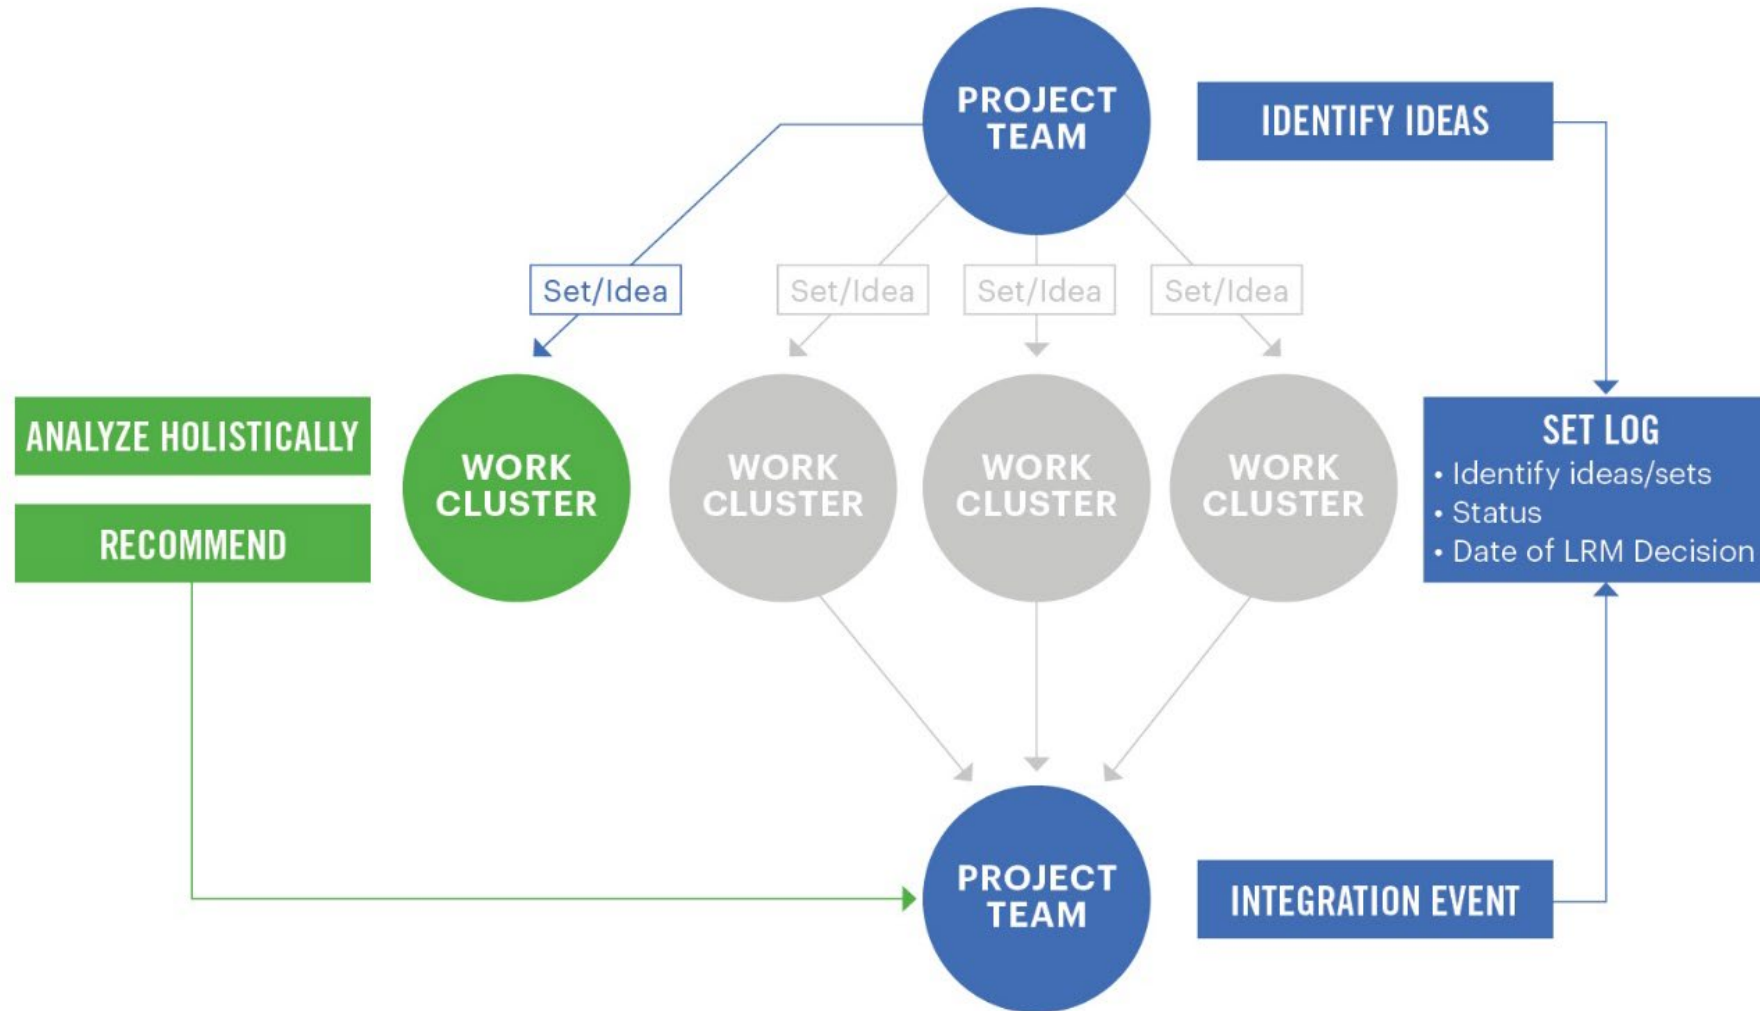 PROJECT
TEAM
IDENTIFY IDEAS
Set/Idea
Set/Idea
Set/Idea
Set/Idea
ANALYZE HOLISTICALLY
RECOMMEND
WORK
CLUSTER
WORK
CLUSTER
WORK
CLUSTER
WORK
CLUSTER
SET LOG
• Identify ideas/sets
• Status
• Date of LRM Decision
PROJECT
TEAM
INTEGRATION EVENT